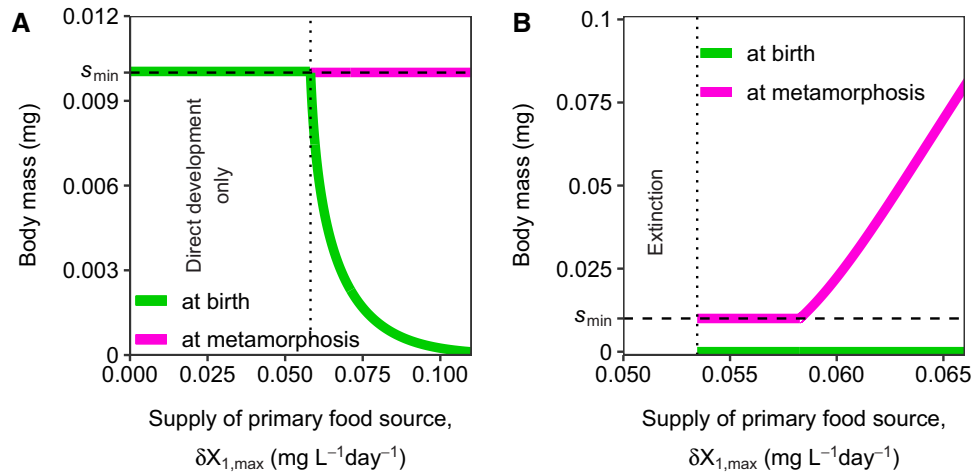 A
Body mass (mg)
0.012
s_min
0.009
0.006
0.003
0
Direct development
only
at birth
at metamorphosis
0.000
0.025
0.050
0.075
0.100
Supply of primary food source,
δX₁,max (mg L⁻¹day⁻¹)
B
Body mass (mg)
0.1
0.075
0.05
0.025
s_min
0
Extinction
at birth
at metamorphosis
0.050
0.055
0.060
0.065
Supply of primary food source,
δX₁,max (mg L⁻¹day⁻¹)